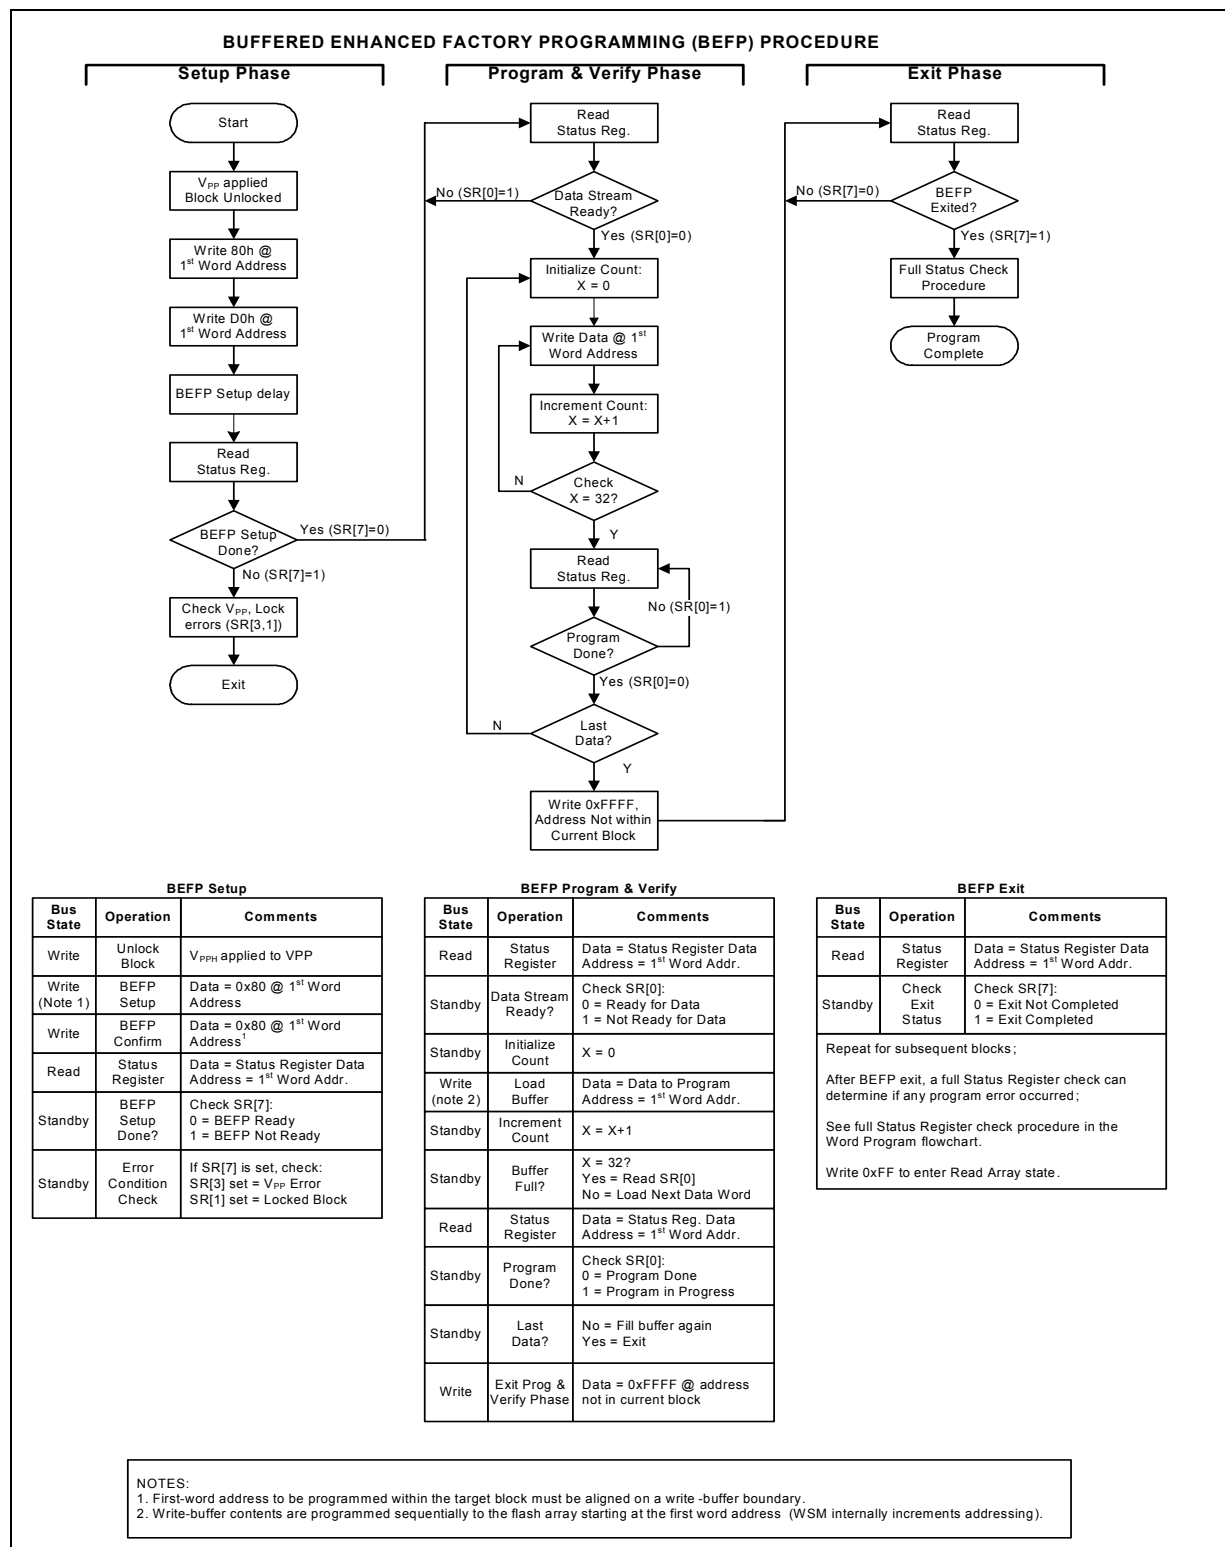 BUFFERED ENHANCED FACTORY PROGRAMMING (BEFP) PROCEDURE
Setup Phase
Start
VPP applied
Block Unlocked
Write 80h @
1st Word Address
Write D0h @
1st Word Address
BEFP Setup delay
Read
Status Reg.
BEFP Setup
Done?
Yes (SR[7]=0)
No (SR[7]=1)
Check VPP, Lock
errors (SR[3,1])
Exit
Program & Verify Phase
Read
Status Reg.
No (SR[0]=1)
Data Stream
Ready?
Yes (SR[0]=0)
Initialize Count:
X = 0
Write Data @ 1st
Word Address
Increment Count:
X = X+1
N
Check
X = 32?
Y
Read
Status Reg.
No (SR[0]=1)
Program
Done?
Yes (SR[0]=0)
N
Last
Data?
Y
Write 0xFFFF,
Address Not within
Current Block
Exit Phase
Read
Status Reg.
No (SR[7]=0)
BEFP
Exited?
Yes (SR[7]=1)
Full Status Check
Procedure
Program
Complete
BEFP Setup
Bus
State
Operation
Comments
Write
Unlock
Block
VPPH applied to VPP
Write
(Note 1)
BEFP
Setup
Data = 0x80 @ 1st Word
Address
Write
BEFP
Confirm
Data = 0x80 @ 1st Word
Address1
Read
Status
Register
Data = Status Register Data
Address = 1st Word Addr.
Standby
BEFP
Setup
Done?
Check SR[7]:
0 = BEFP Ready
1 = BEFP Not Ready
Standby
Error
Condition
Check
If SR[7] is set, check:
SR[3] set = VPP Error
SR[1] set = Locked Block
BEFP Program & Verify
Bus
State
Operation
Comments
Read
Status
Register
Data = Status Register Data
Address = 1st Word Addr.
Standby
Data Stream
Ready?
Check SR[0]:
0 = Ready for Data
1 = Not Ready for Data
Standby
Initialize
Count
X = 0
Write
(note 2)
Load
Buffer
Data = Data to Program
Address = 1st Word Addr.
Standby
Increment
Count
X = X+1
Standby
Buffer
Full?
X = 32?
Yes = Read SR[0]
No = Load Next Data Word
Read
Status
Register
Data = Status Reg. Data
Address = 1st Word Addr.
Standby
Program
Done?
Check SR[0]:
0 = Program Done
1 = Program in Progress
Standby
Last
Data?
No = Fill buffer again
Yes = Exit
Write
Exit Prog &
Verify Phase
Data = 0xFFFF @ address
not in current block
BEFP Exit
Bus
State
Operation
Comments
Read
Status
Register
Data = Status Register Data
Address = 1st Word Addr.
Standby
Check
Exit
Status
Check SR[7]:
0 = Exit Not Completed
1 = Exit Completed
Repeat for subsequent blocks;
After BEFP exit, a full Status Register check can
determine if any program error occurred;
See full Status Register check procedure in the
Word Program flowchart.
Write 0xFF to enter Read Array state.
NOTES:
1. First-word address to be programmed within the target block must be aligned on a write -buffer boundary.
2. Write-buffer contents are programmed sequentially to the flash array starting at the first word address (WSM internally increments addressing).